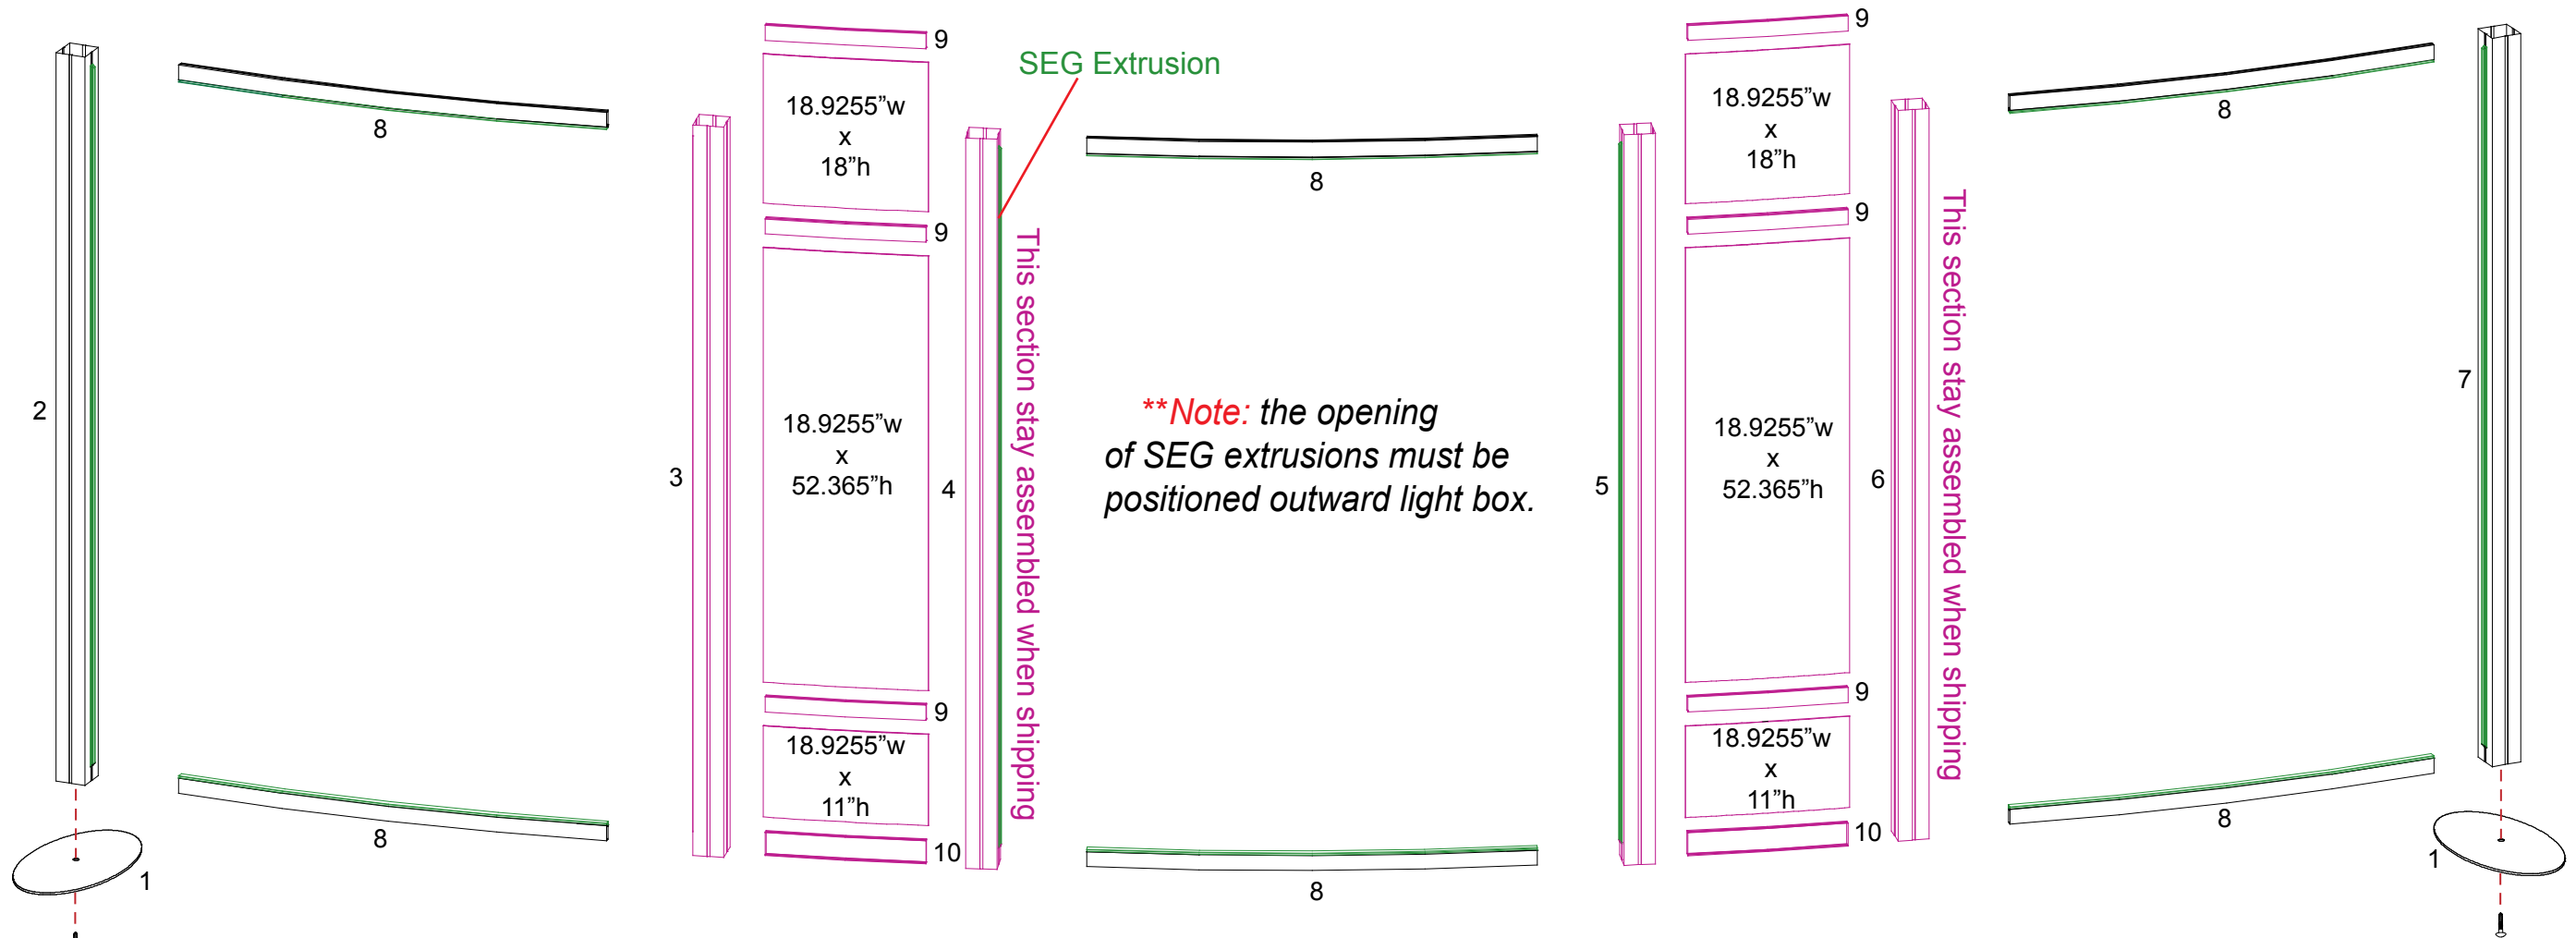 2
8
8
1
3
9
18.9255”w
x
18”h
9
18.9255”w
x
52.365”h
9
18.9255”w
x
11”h
10
4
SEG Extrusion
This section stay assembled when shipping
8
**Note: the opening
of SEG extrusions must be
positioned outward light box.
8
5
9
18.9255”w
x
18”h
9
18.9255”w
x
52.365”h
9
18.9255”w
x
11”h
10
6
This section stay assembled when shipping
8
8
7
1